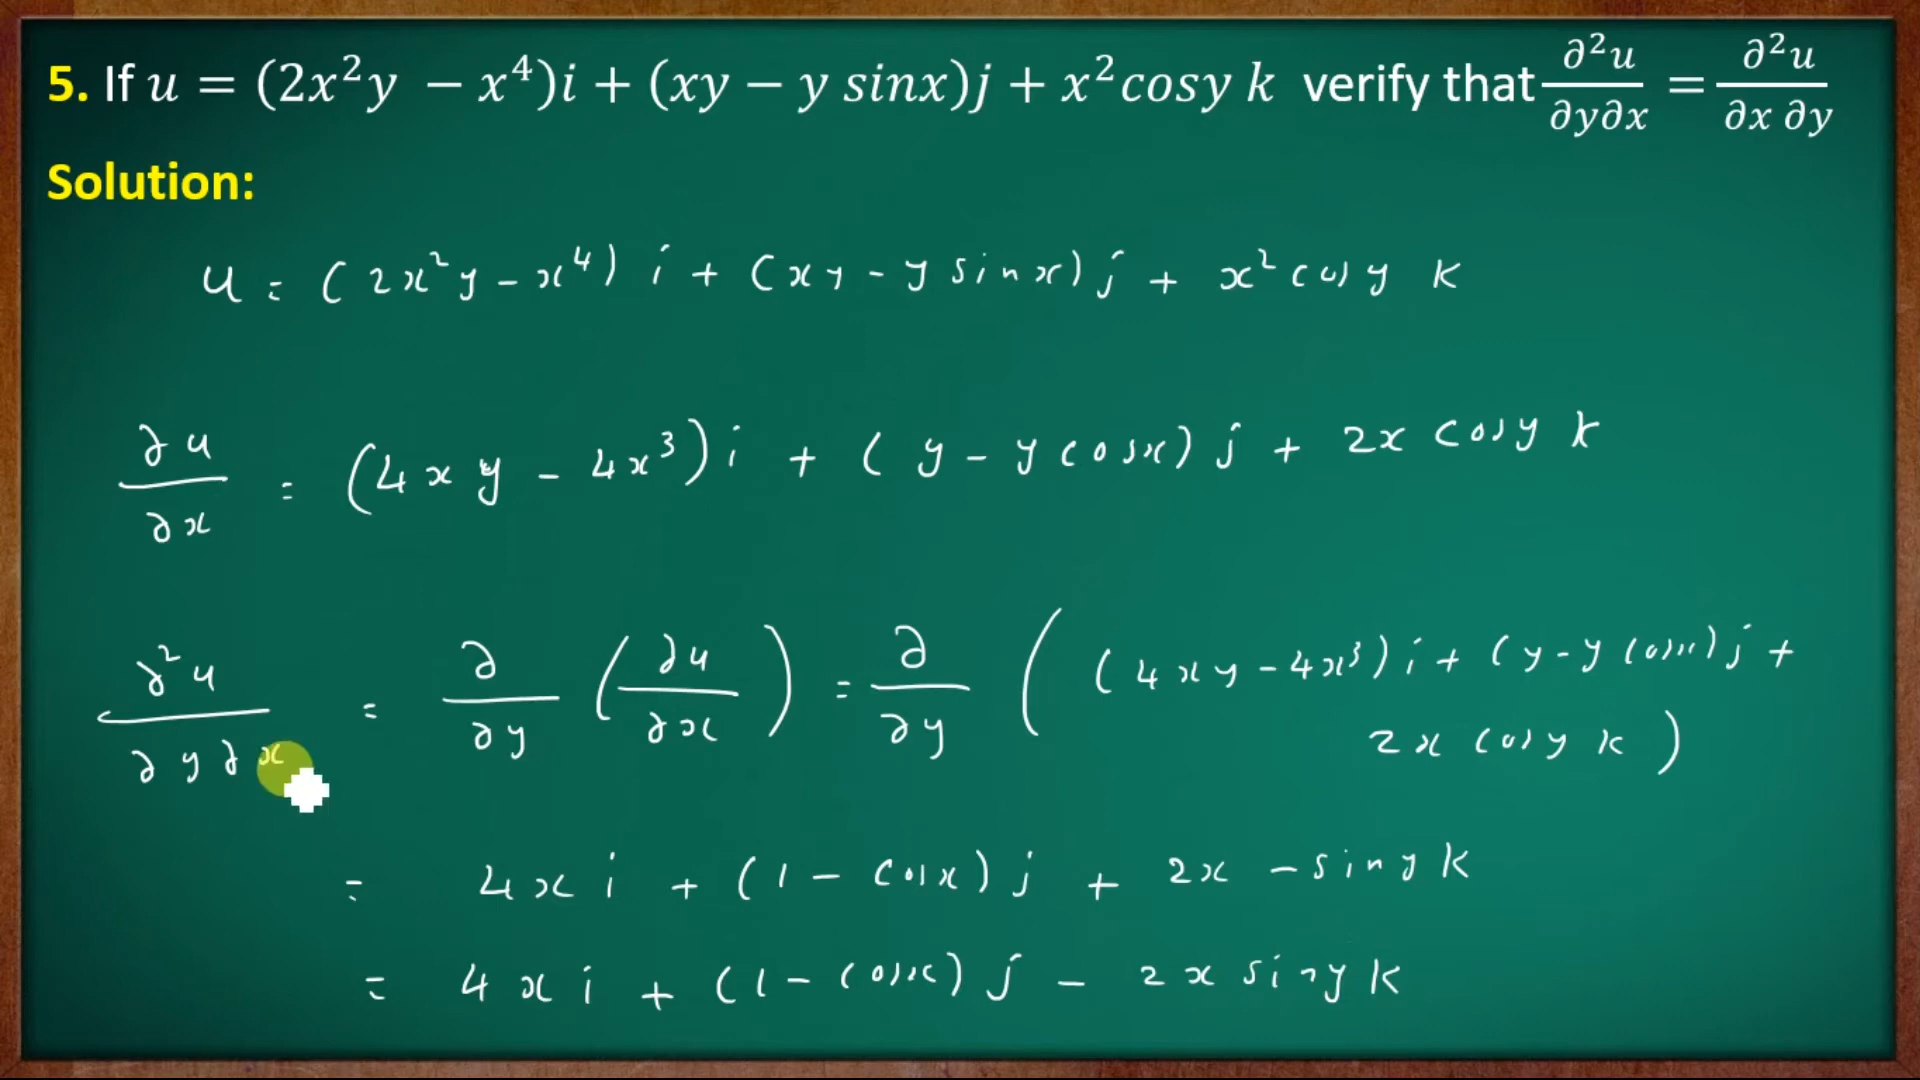 5. If u = (2x²y − x⁴)i + (xy − y sinx)j + x²cosy k verify that ∂²u/∂y∂x = ∂²u/∂x ∂y
Solution:
u = (2x²y − x⁴) i + (xy − y sinx) j + x² cosy k
∂u/∂x = (4xy − 4x³) i + (y − y cosx) j + 2x cosy k
∂²u/∂y∂x = ∂/∂y (∂u/∂x) = ∂/∂y ( (4xy − 4x³) i + (y − y cosx) j +
2x cosy k )
= 4x i + (1 − cosx) j + 2x − siny k
= 4x i + (1 − cosx) j − 2x siny k